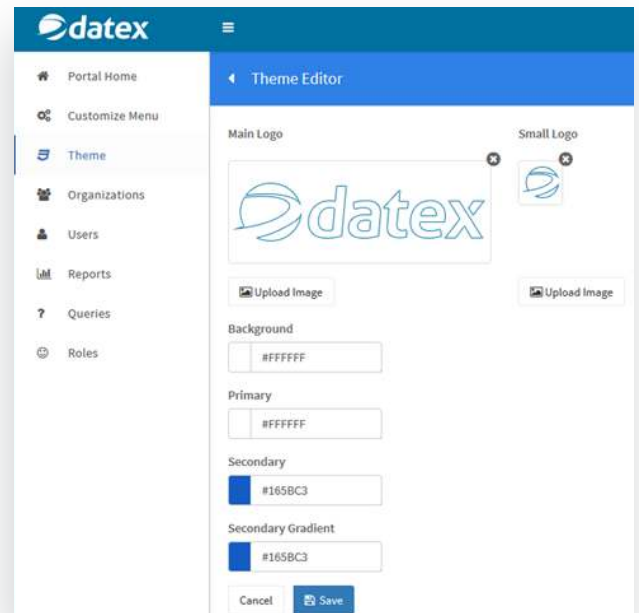 datex
Portal Home
Customize Menu
Theme
Organizations
Users
Reports
Queries
Roles
Theme Editor
Main Logo
Small Logo
datex
Upload Image
Upload Image
Background
#FFFFFF
Primary
#FFFFFF
Secondary
#165BC3
Secondary Gradient
#165BC3
Cancel
Save